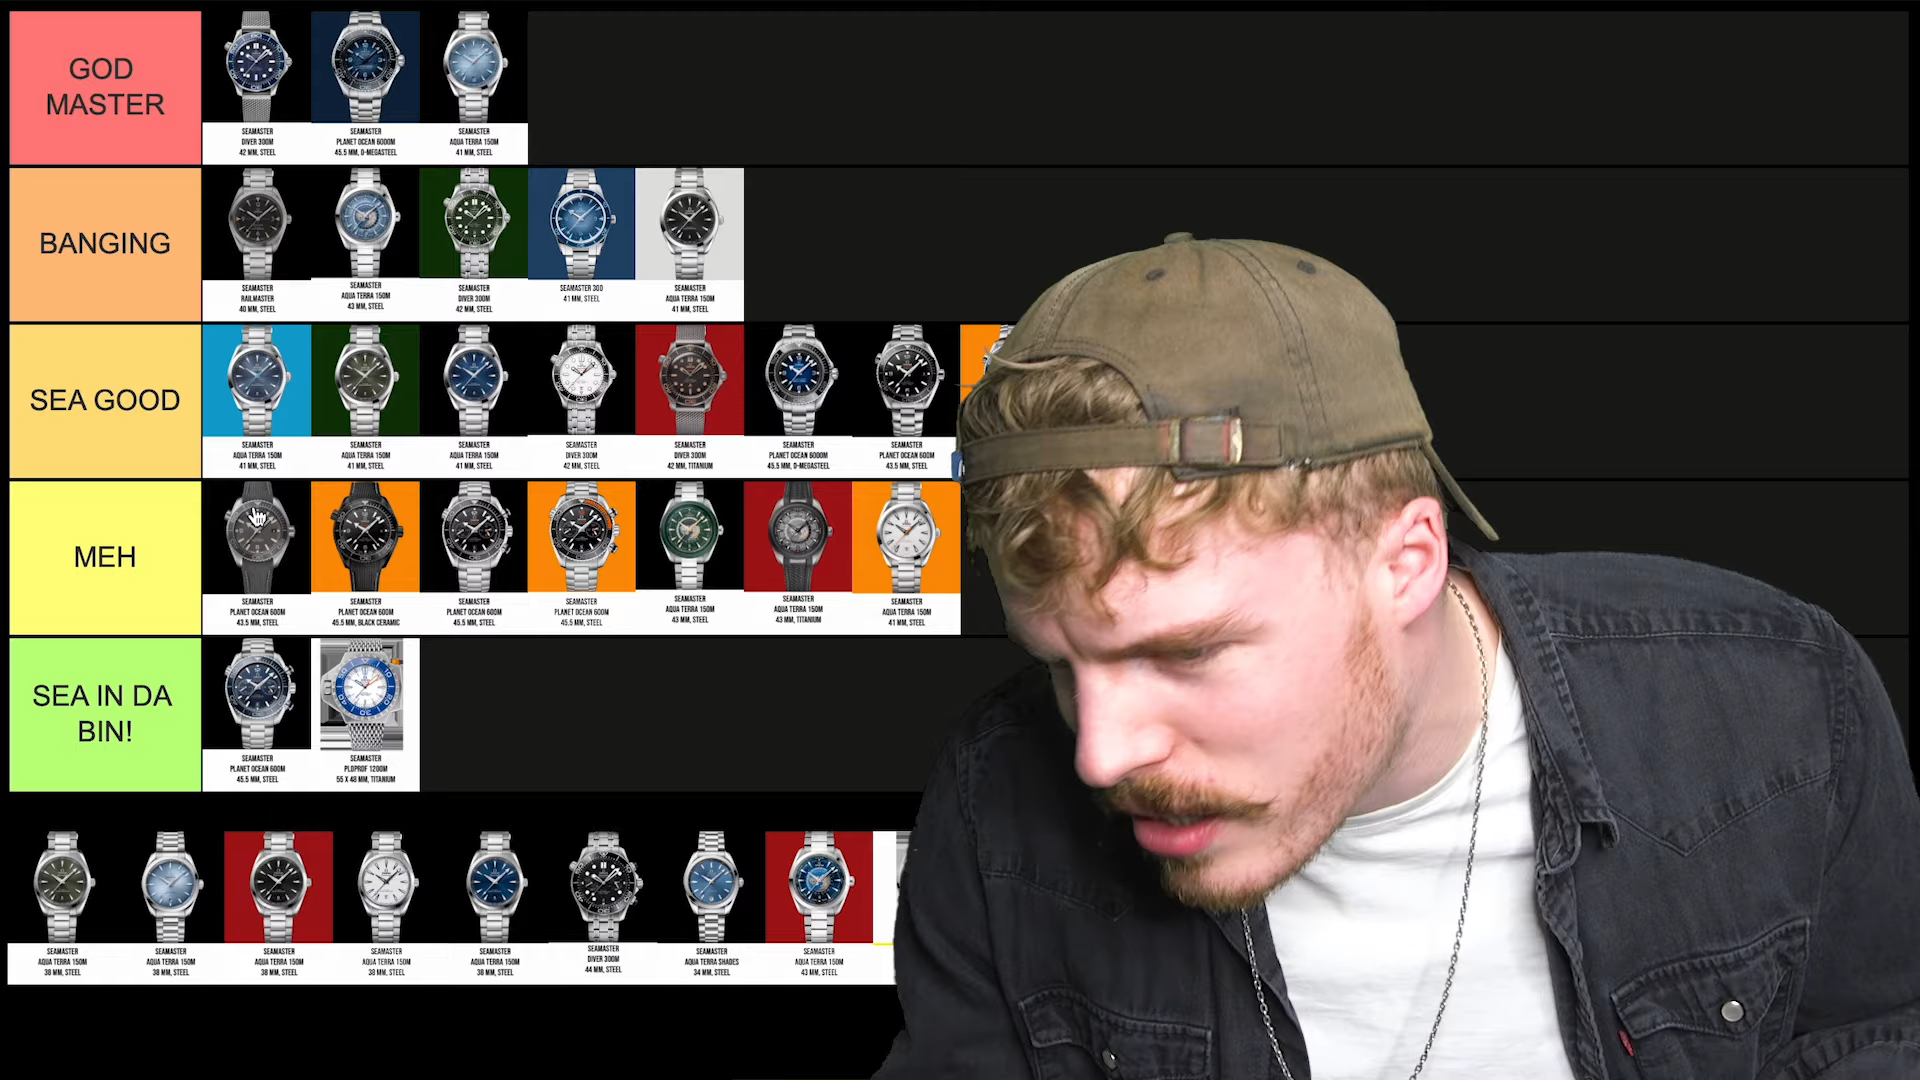 GOD
MASTER
SEAMASTER
DIVER 300M
42 MM, STEEL
SEAMASTER
PLANET OCEAN 6000M
45.5 MM, O-MEGASTEEL
SEAMASTER
AQUA TERRA 150M
41 MM, STEEL
BANGING
SEAMASTER
RAILMASTER
40 MM, STEEL
SEAMASTER
AQUA TERRA 150M
43 MM, STEEL
SEAMASTER
DIVER 300M
42 MM, STEEL
SEAMASTER 300
41 MM, STEEL
SEAMASTER
AQUA TERRA 150M
41 MM, STEEL
SEA GOOD
SEAMASTER
AQUA TERRA 150M
41 MM, STEEL
SEAMASTER
AQUA TERRA 150M
41 MM, STEEL
SEAMASTER
AQUA TERRA 150M
41 MM, STEEL
SEAMASTER
DIVER 300M
42 MM, STEEL
SEAMASTER
DIVER 300M
42 MM, TITANIUM
SEAMASTER
PLANET OCEAN 6000M
45.5 MM, O-MEGASTEEL
SEAMASTER
PLANET OCEAN 600M
43.5 MM, STEEL
MEH
SEAMASTER
PLANET OCEAN 600M
43.5 MM, STEEL
SEAMASTER
PLANET OCEAN 600M
45.5 MM, BLACK CERAMIC
SEAMASTER
PLANET OCEAN 600M
45.5 MM, STEEL
SEAMASTER
PLANET OCEAN 600M
45.5 MM, STEEL
SEAMASTER
AQUA TERRA 150M
43 MM, STEEL
SEAMASTER
AQUA TERRA 150M
43 MM, TITANIUM
SEAMASTER
AQUA TERRA 150M
41 MM, STEEL
SEA IN DA
BIN!
SEAMASTER
PLANET OCEAN 600M
45.5 MM, STEEL
SEAMASTER
PLOPROF 1200M
55 X 48 MM, TITANIUM
SEAMASTER
AQUA TERRA 150M
38 MM, STEEL
SEAMASTER
AQUA TERRA 150M
38 MM, STEEL
SEAMASTER
AQUA TERRA 150M
38 MM, STEEL
SEAMASTER
AQUA TERRA 150M
38 MM, STEEL
SEAMASTER
AQUA TERRA 150M
38 MM, STEEL
SEAMASTER
DIVER 300M
44 MM, STEEL
SEAMASTER
AQUA TERRA SHADES
34 MM, STEEL
SEAMASTER
AQUA TERRA 150M
43 MM, STEEL